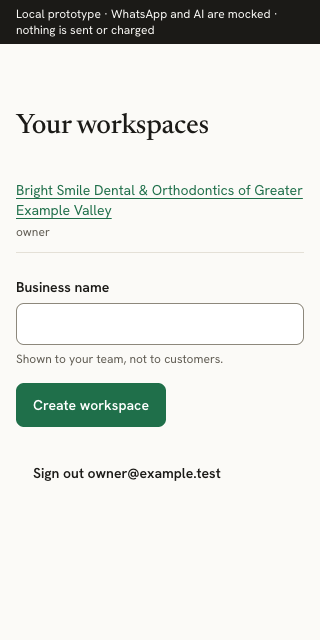 Local prototype · WhatsApp and AI are mocked ·
nothing is sent or charged
Your workspaces
Bright Smile Dental & Orthodontics of Greater
Example Valley
owner
Business name
Shown to your team, not to customers.
Create workspace
Sign out owner@example.test